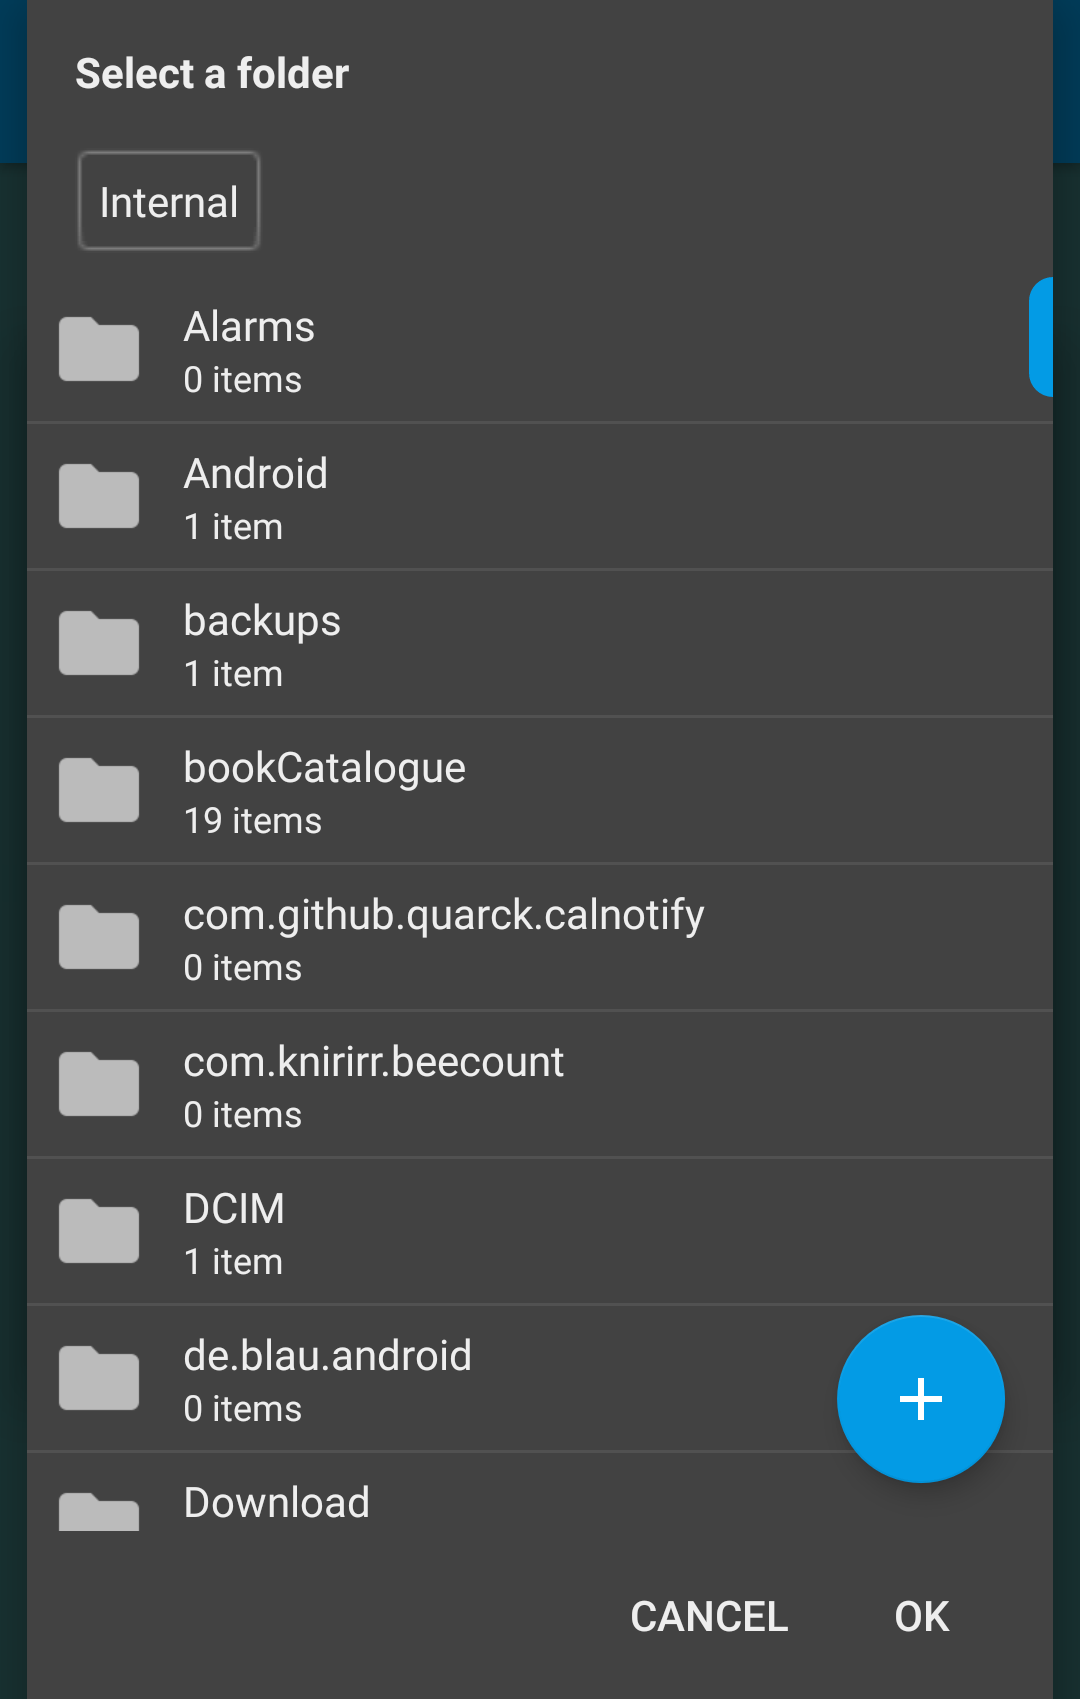 Select a folder
Internal
Alarms
0 items
Android
1 item
backups
1 item
bookCatalogue
19 items
com.github.quarck.calnotify
0 items
com.knirirr.beecount
0 items
DCIM
1 item
de.blau.android
0 items
Download
CANCEL OK